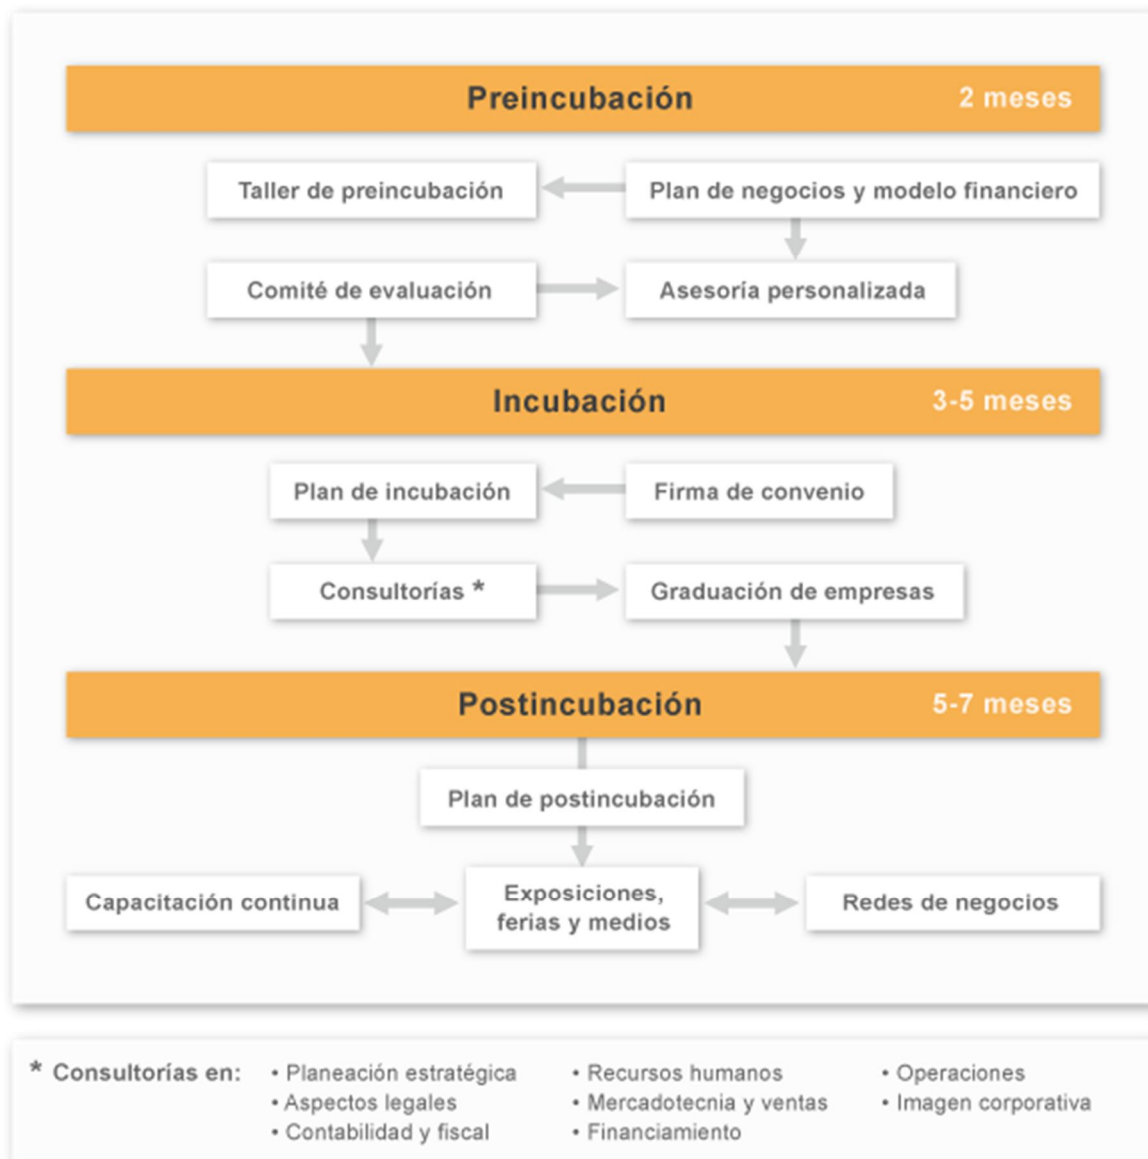 Preincubación 2 meses
Taller de preincubación
Plan de negocios y modelo financiero
Comité de evaluación
Asesoría personalizada
Incubación 3-5 meses
Plan de incubación
Firma de convenio
Consultorías *
Graduación de empresas
Postincubación 5-7 meses
Plan de postincubación
Capacitación continua
Exposiciones,
ferias y medios
Redes de negocios
* Consultorías en:
• Planeación estratégica
• Aspectos legales
• Contabilidad y fiscal
• Recursos humanos
• Mercadotecnia y ventas
• Financiamiento
• Operaciones
• Imagen corporativa